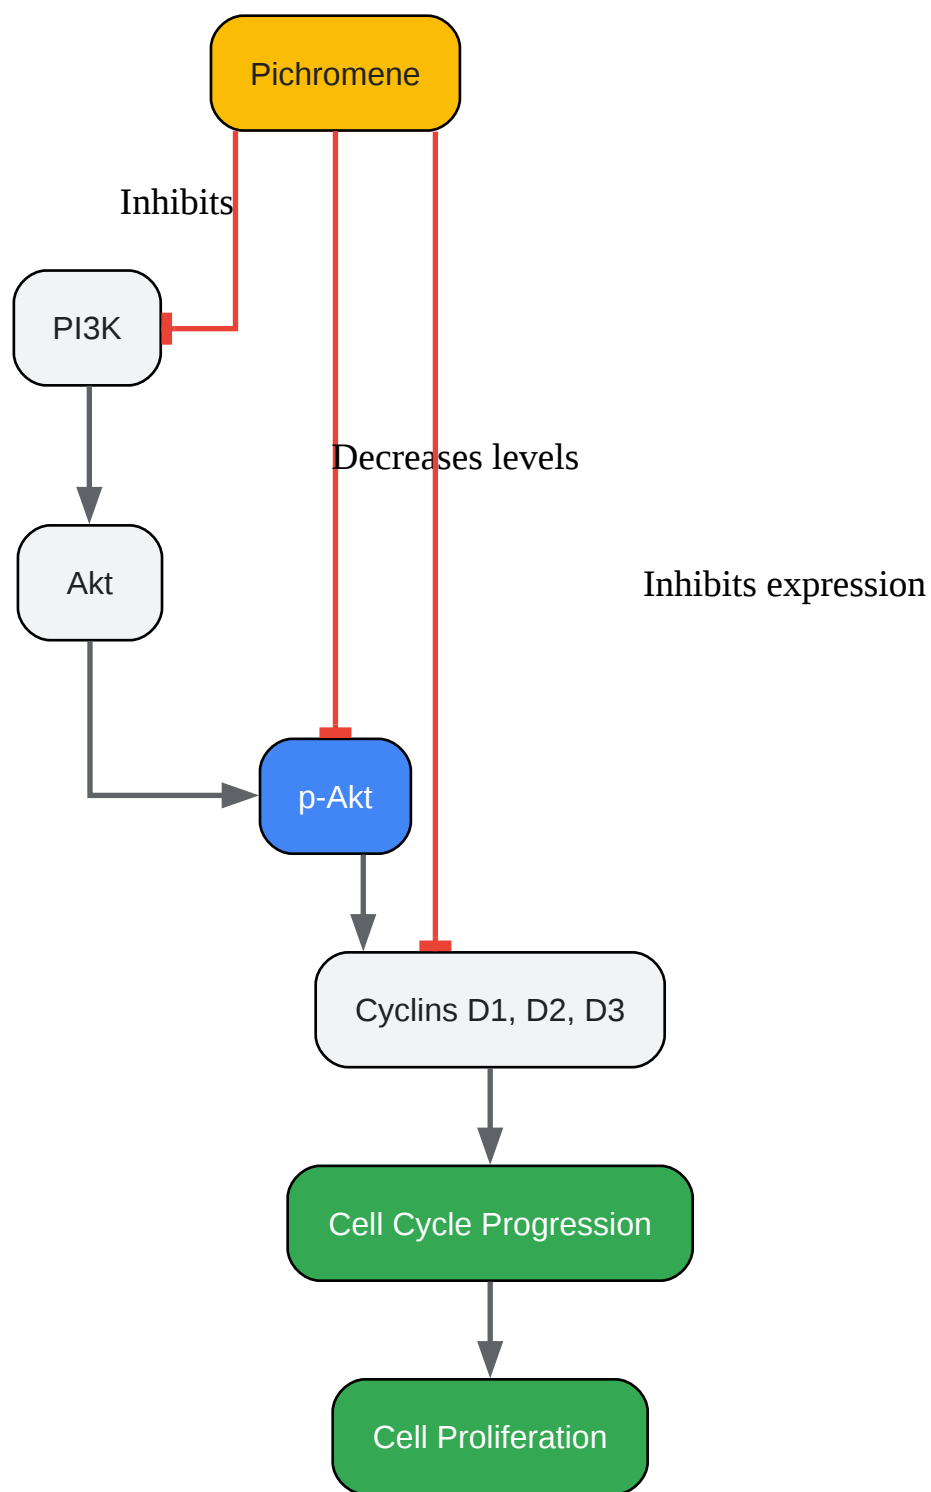 Pichromene
Inhibits
PI3K
Decreases levels
Akt
Inhibits expression
p-Akt
Cyclins D1, D2, D3
Cell Cycle Progression
Cell Proliferation